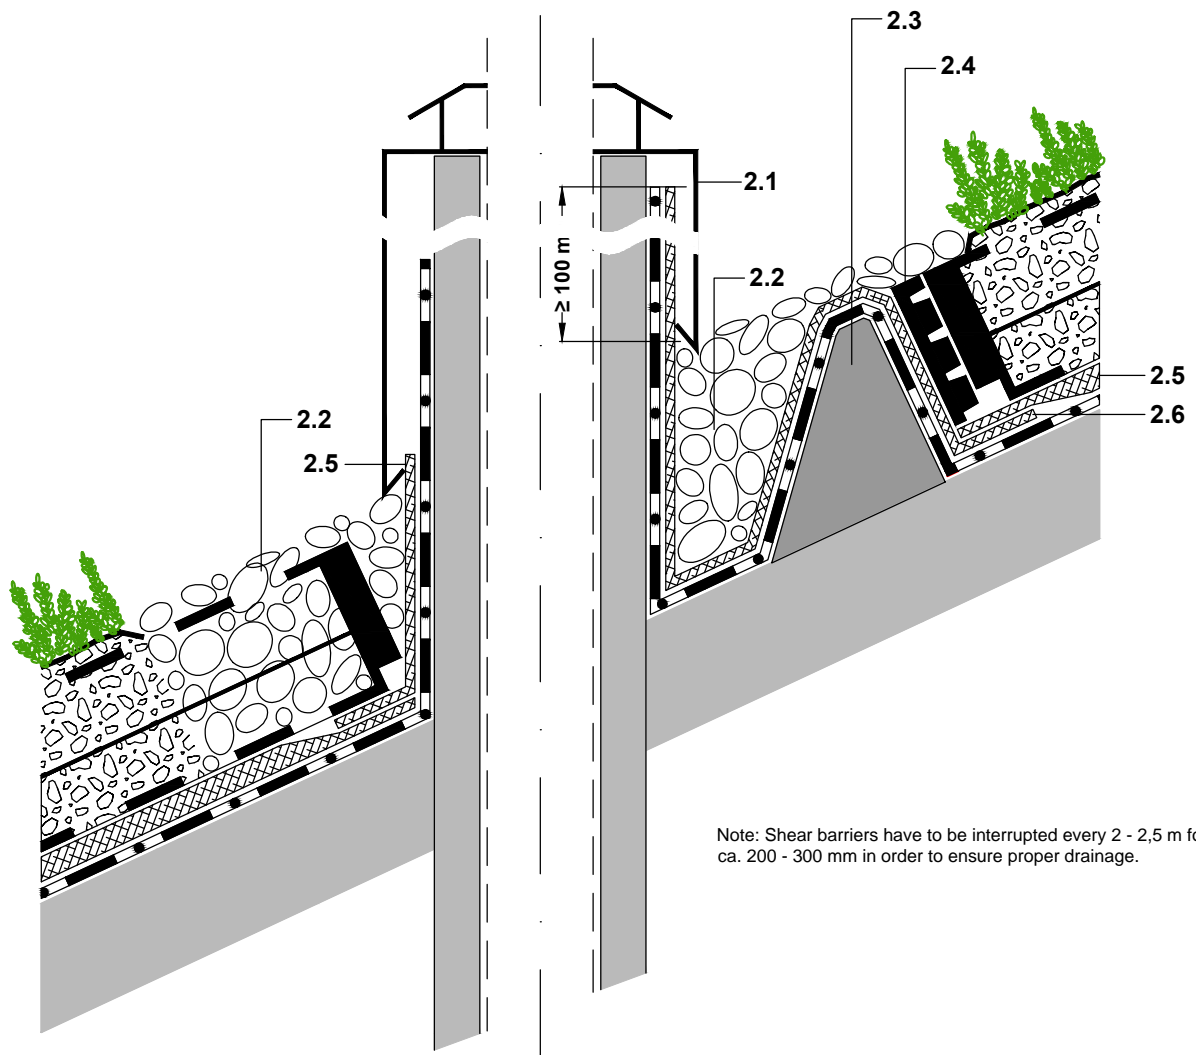 2.3
2.4
2.1
≥ 100 m
2.2
2.5
2.6
2.2
2.5
Note: Shear barriers have to be interrupted every 2 - 2,5 m
ca. 200 - 300 mm in order to ensure proper drainage.